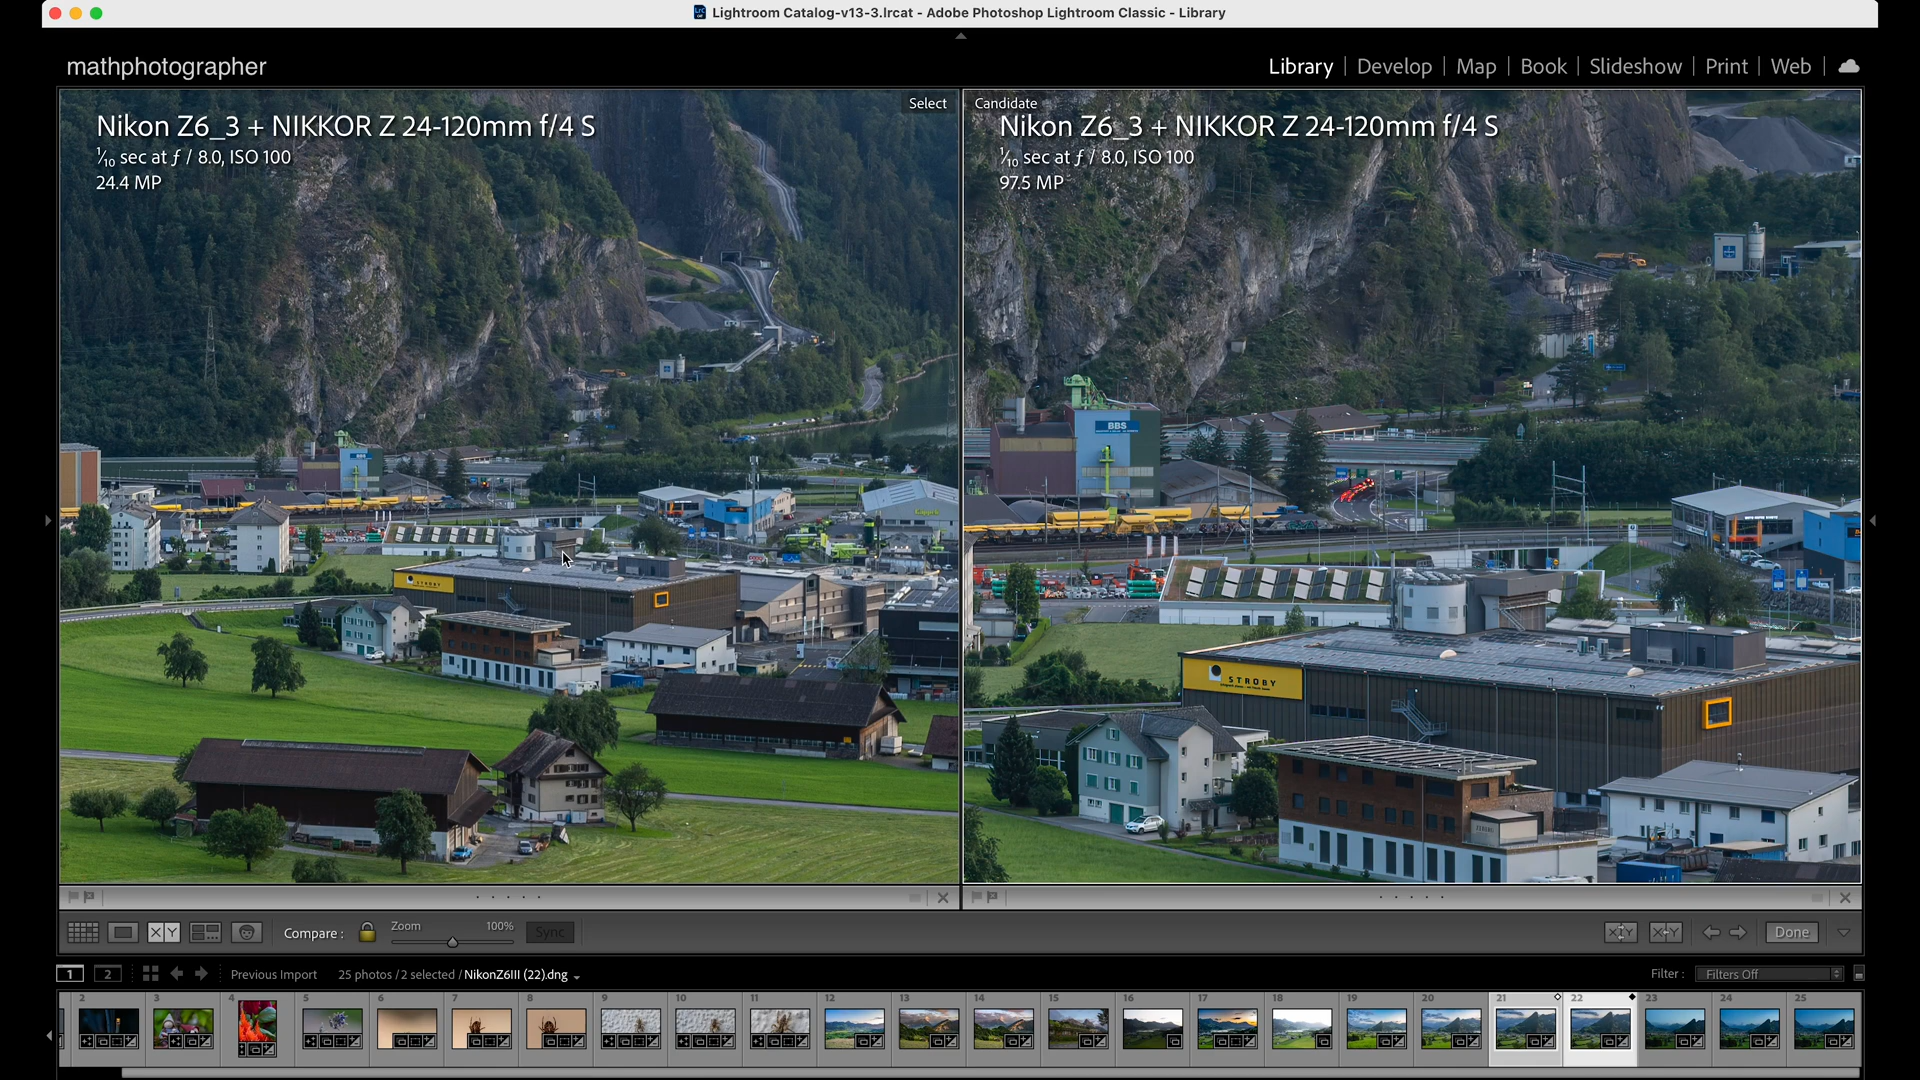 Lightroom Catalog-v13-3.lrcat - Adobe Photoshop Lightroom Classic - Library
mathphotographer
Library | Develop | Map | Book | Slideshow | Print | Web
Select
Nikon Z6_3 + NIKKOR Z 24-120mm f/4 S
1/10 sec at ƒ / 8.0, ISO 100
24.4 MP
BBS
STROBY
Candidate
Nikon Z6_3 + NIKKOR Z 24-120mm f/4 S
1/10 sec at ƒ / 8.0, ISO 100
97.5 MP
BBS
STROBY
X Y
Compare :
Zoom
100%
Sync
Done
1
2
Previous Import
25 photos / 2 selected / NikonZ6III (22).dng
Filter :
Filters Off
2 3 4 5 6 7 8 9 10 11 12 13 14 15 16 17 18 19 20 21 22 23 24 25